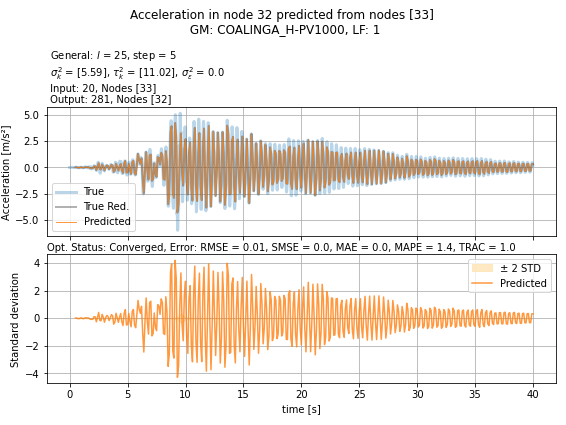 Acceleration in node 32 predicted from nodes [33]
GM: COALINGA_H-PV1000, LF: 1
General: l = 25, step = 5
σ²ₖ = [5.59], τ²ₖ = [11.02], σ²ₑ = 0.0
Input: 20, Nodes [33]
Output: 281, Nodes [32]
Acceleration [m/s²]
5.0
2.5
0.0
−2.5
−5.0
True
True Red.
Predicted
Opt. Status: Converged, Error: RMSE = 0.01, SMSE = 0.0, MAE = 0.0, MAPE = 1.4, TRAC = 1.0
Standard deviation
4
2
0
−2
−4
± 2 STD
Predicted
0 5 10 15 20 25 30 35 40
time [s]